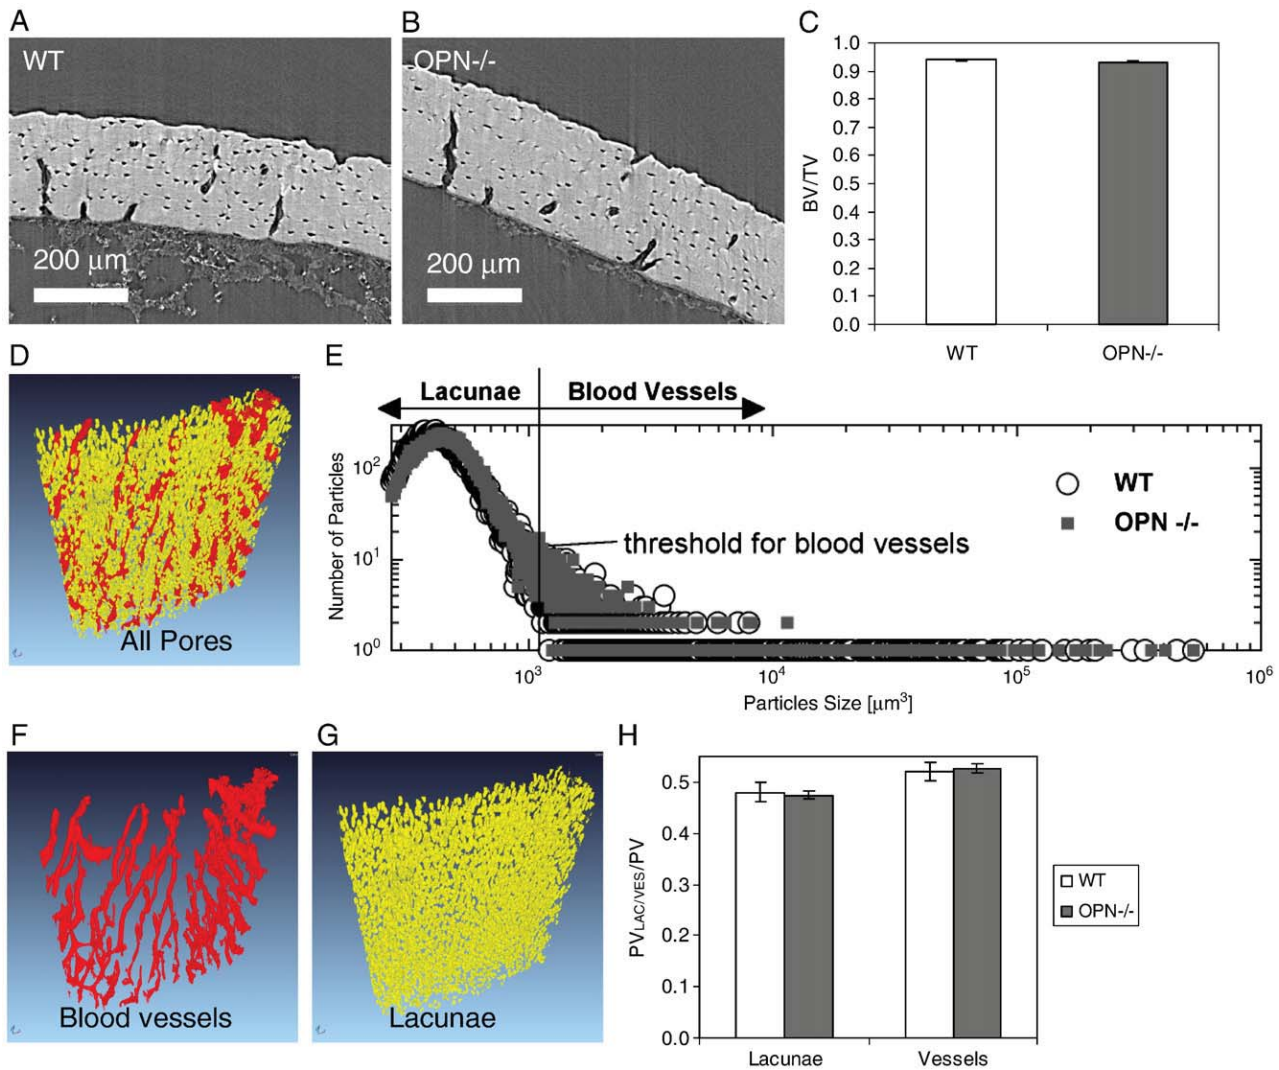 A
WT
200 μm
B
OPN-/-
200 μm
C
BV/TV
1.0
0.9
0.8
0.7
0.6
0.5
0.4
0.3
0.2
0.1
0.0
WT
OPN-/-
D
All Pores
E
Lacunae
Blood Vessels
Number of Particles
10²
10¹
10⁰
WT
OPN -/-
threshold for blood vessels
10³
10⁴
10⁵
10⁶
Particles Size [μm³]
F
Blood vessels
G
Lacunae
H
PV_LAC/VES/PV
0.5
0.4
0.3
0.2
0.1
0.0
Lacunae
Vessels
WT
OPN-/-